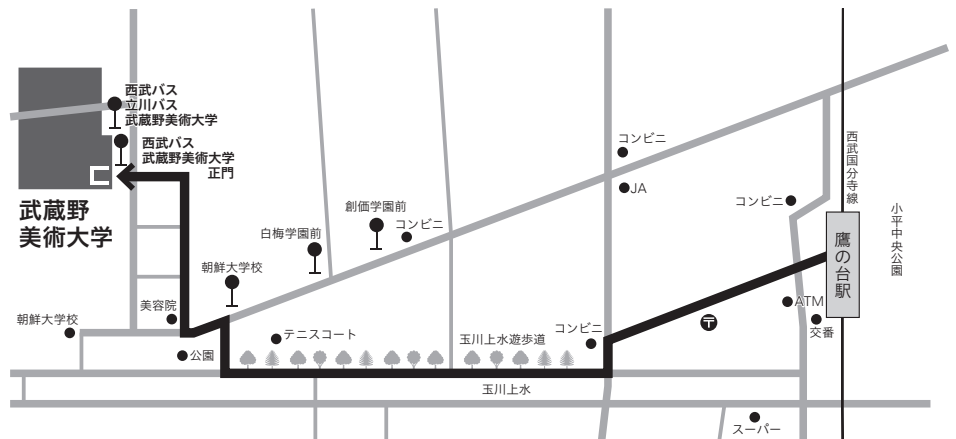 西武バス
立川バス
武蔵野美術大学
西武バス
武蔵野美術大学
正門
武蔵野
美術大学
コンビニ
JA
西武国分寺線
小平中央公園
コンビニ
鷹の台駅
創価学園前
コンビニ
白梅学園前
朝鮮大学校
美容院
朝鮮大学校
公園
テニスコート
玉川上水遊歩道
コンビニ
〒
ATM
交番
玉川上水
スーパー